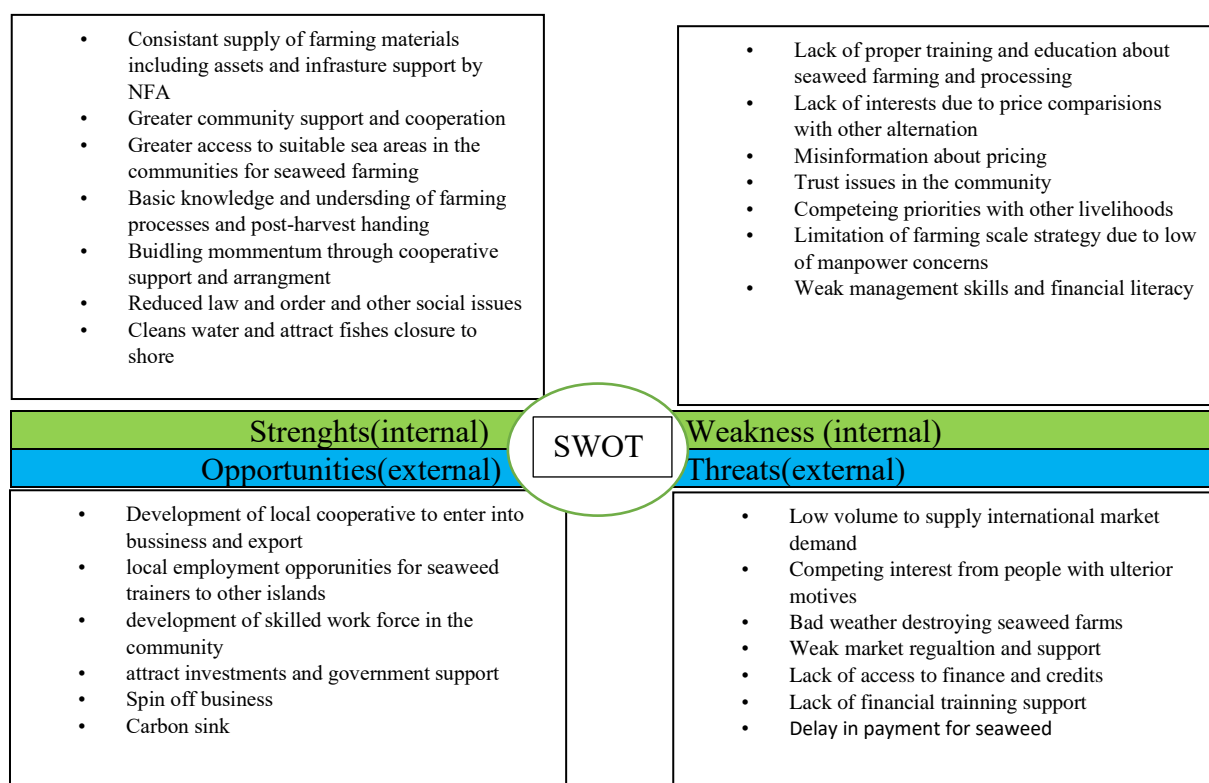 • Consistant supply of farming materials
including assets and infrasture support by
NFA
• Greater community support and cooperation
• Greater access to suitable sea areas in the
communities for seaweed farming
• Basic knowledge and undersding of farming
processes and post-harvest handing
• Buidling mommentum through cooperative
support and arrangment
• Reduced law and order and other social issues
• Cleans water and attract fishes closure to
shore
• Lack of proper training and education about
seaweed farming and processing
• Lack of interests due to price comparisions
with other alternation
• Misinformation about pricing
• Trust issues in the community
• Competeing priorities with other livelihoods
• Limitation of farming scale strategy due to low
of manpower concerns
• Weak management skills and financial literacy
Strenghts(internal)
SWOT
Weakness (internal)
Opportunities(external)
Threats(external)
• Development of local cooperative to enter into
bussiness and export
• local employment opporunities for seaweed
trainers to other islands
• development of skilled work force in the
community
• attract investments and government support
• Spin off business
• Carbon sink
• Low volume to supply international market
demand
• Competing interest from people with ulterior
motives
• Bad weather destroying seaweed farms
• Weak market regualtion and support
• Lack of access to finance and credits
• Lack of financial trainning support
• Delay in payment for seaweed